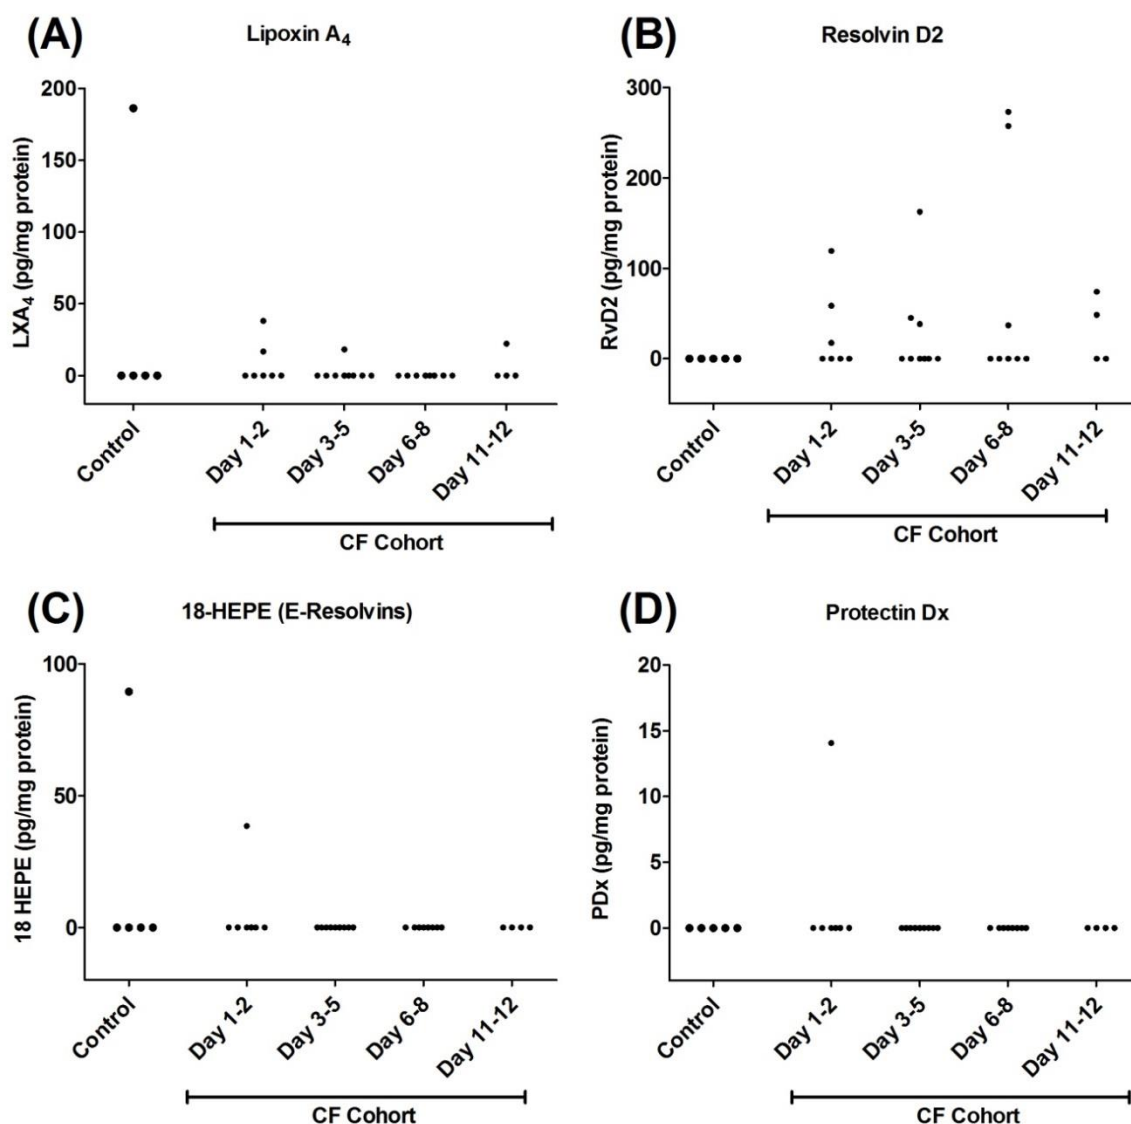 (A)
Lipoxin A4
LXA4 (pg/mg protein)
200
150
100
50
0
Control
Day 1-2
Day 3-5
Day 6-8
Day 11-12
CF Cohort
(B)
Resolvin D2
RvD2 (pg/mg protein)
300
200
100
0
Control
Day 1-2
Day 3-5
Day 6-8
Day 11-12
CF Cohort
(C)
18-HEPE (E-Resolvins)
18 HEPE (pg/mg protein)
100
50
0
Control
Day 1-2
Day 3-5
Day 6-8
Day 11-12
CF Cohort
(D)
Protectin Dx
PDx (pg/mg protein)
20
15
10
5
0
Control
Day 1-2
Day 3-5
Day 6-8
Day 11-12
CF Cohort